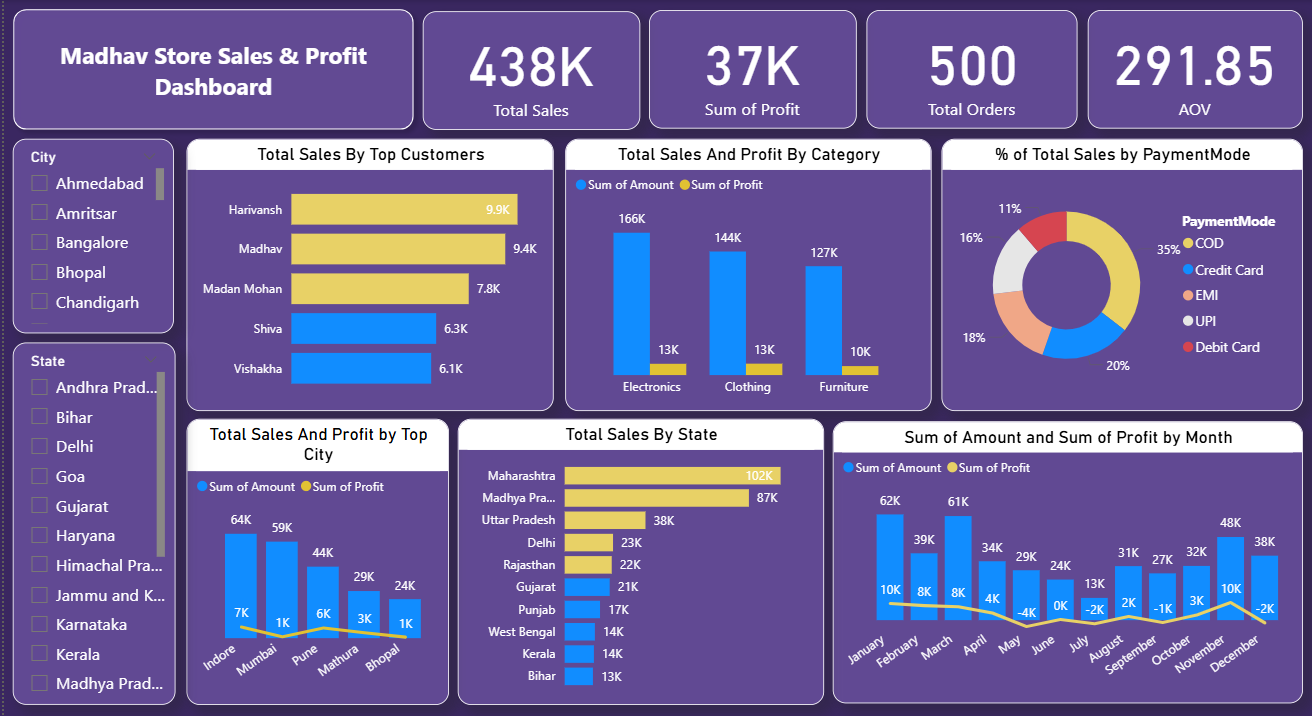 Madhav Store Sales & Profit
Dashboard
438K
Total Sales
37K
Sum of Profit
500
Total Orders
291.85
AOV
City
Ahmedabad
Amritsar
Bangalore
Bhopal
Chandigarh
State
Andhra Prad...
Bihar
Delhi
Goa
Gujarat
Haryana
Himachal Pra...
Jammu and K...
Karnataka
Kerala
Madhya Prad...
Total Sales By Top Customers
Harivansh 9.9K
Madhav 9.4K
Madan Mohan 7.8K
Shiva 6.3K
Vishakha 6.1K
Total Sales And Profit By Category
Sum of Amount Sum of Profit
166K 144K 127K
13K 13K 10K
Electronics Clothing Furniture
% of Total Sales by PaymentMode
11%
16%
18%
20%
35%
PaymentMode
COD
Credit Card
EMI
UPI
Debit Card
Total Sales And Profit by Top
City
Sum of Amount Sum of Profit
64K 59K 44K 29K 24K
7K 1K 6K 3K 1K
Indore Mumbai Pune Mathura Bhopal
Total Sales By State
Maharashtra 102K
Madhya Pra... 87K
Uttar Pradesh 38K
Delhi 23K
Rajasthan 22K
Gujarat 21K
Punjab 17K
West Bengal 14K
Kerala 14K
Bihar 13K
Sum of Amount and Sum of Profit by Month
Sum of Amount Sum of Profit
62K 39K 61K 34K 29K 24K 13K 31K 27K 32K 48K 38K
10K 8K 8K 4K -4K 0K -2K 2K -1K 3K 10K -2K
January February March April May June July August September October November December